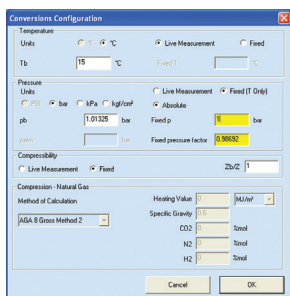 Conversions Configuration
Temperature
Units °F °C Live Measurement Fixed
Tb 15 °C Fixed T °C
Pressure
Units Live Measurement Fixed (T Only)
PSI bar kPa kgf/cm² Absolute
pb 1.01325 bar Fixed p 1 bar
patm bar Fixed pressure factor 0.98692
Compressibility
Live Measurement Fixed Zb/Z 1
Compression - Natural Gas
Method of Calculation Heating Value 0 MJ/m³
Specific Gravity 0.6
AGA 8 Gross Method 2 CO2 0 %mol
N2 0 %mol
H2 0 %mol
Cancel OK